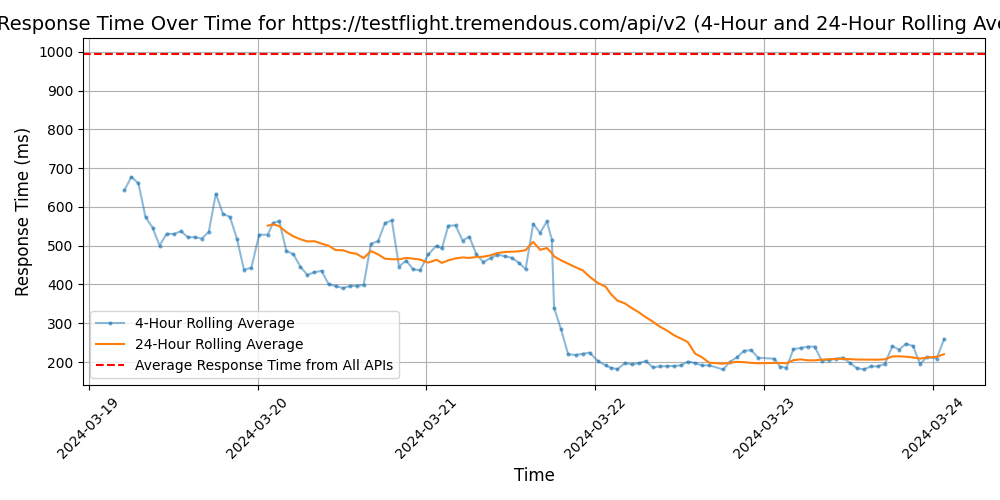 Response Time Over Time for https://testflight.tremendous.com/api/v2 (4-Hour and 24-Hour Rolling Ave
Response Time (ms)
1000
900
800
700
600
500
400
300
200
4-Hour Rolling Average
24-Hour Rolling Average
Average Response Time from All APIs
2024-03-19
2024-03-20
2024-03-21
2024-03-22
2024-03-23
2024-03-24
Time